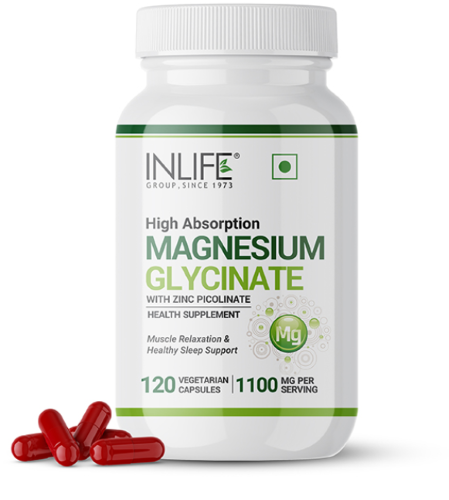 INLIFE®
GROUP, SINCE 1973
High Absorption
MAGNESIUM
GLYCINATE
WITH ZINC PICOLINATE
HEALTH SUPPLEMENT
Mg
Muscle Relaxation &
Healthy Sleep Support
120 VEGETARIAN CAPSULES | 1100 MG PER SERVING